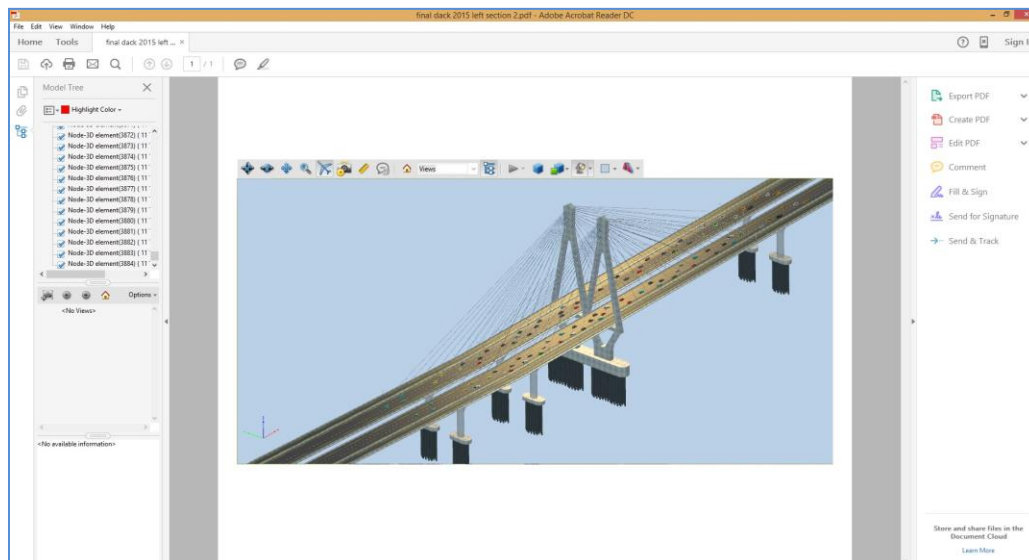 final dack 2015 left section 2.pdf - Adobe Acrobat Reader DC
File Edit View Window Help
Home Tools final dack 2015 left ... × Sign I
1 / 1
Model Tree
Highlight Color
Node-3D element(3872) ( 11
Node-3D element(3873) ( 11
Node-3D element(3874) ( 11
Node-3D element(3875) ( 11
Node-3D element(3876) ( 11
Node-3D element(3877) ( 11
Node-3D element(3878) ( 11
Node-3D element(3879) ( 11
Node-3D element(3880) ( 11
Node-3D element(3881) ( 11
Node-3D element(3882) ( 11
Node-3D element(3883) ( 11
Node-3D element(3884) ( 11
Options
<No Views>
<No available information>
Views
Export PDF
Create PDF
Edit PDF
Comment
Fill & Sign
Send for Signature
Send & Track
Store and share files in the
Document Cloud
Learn More